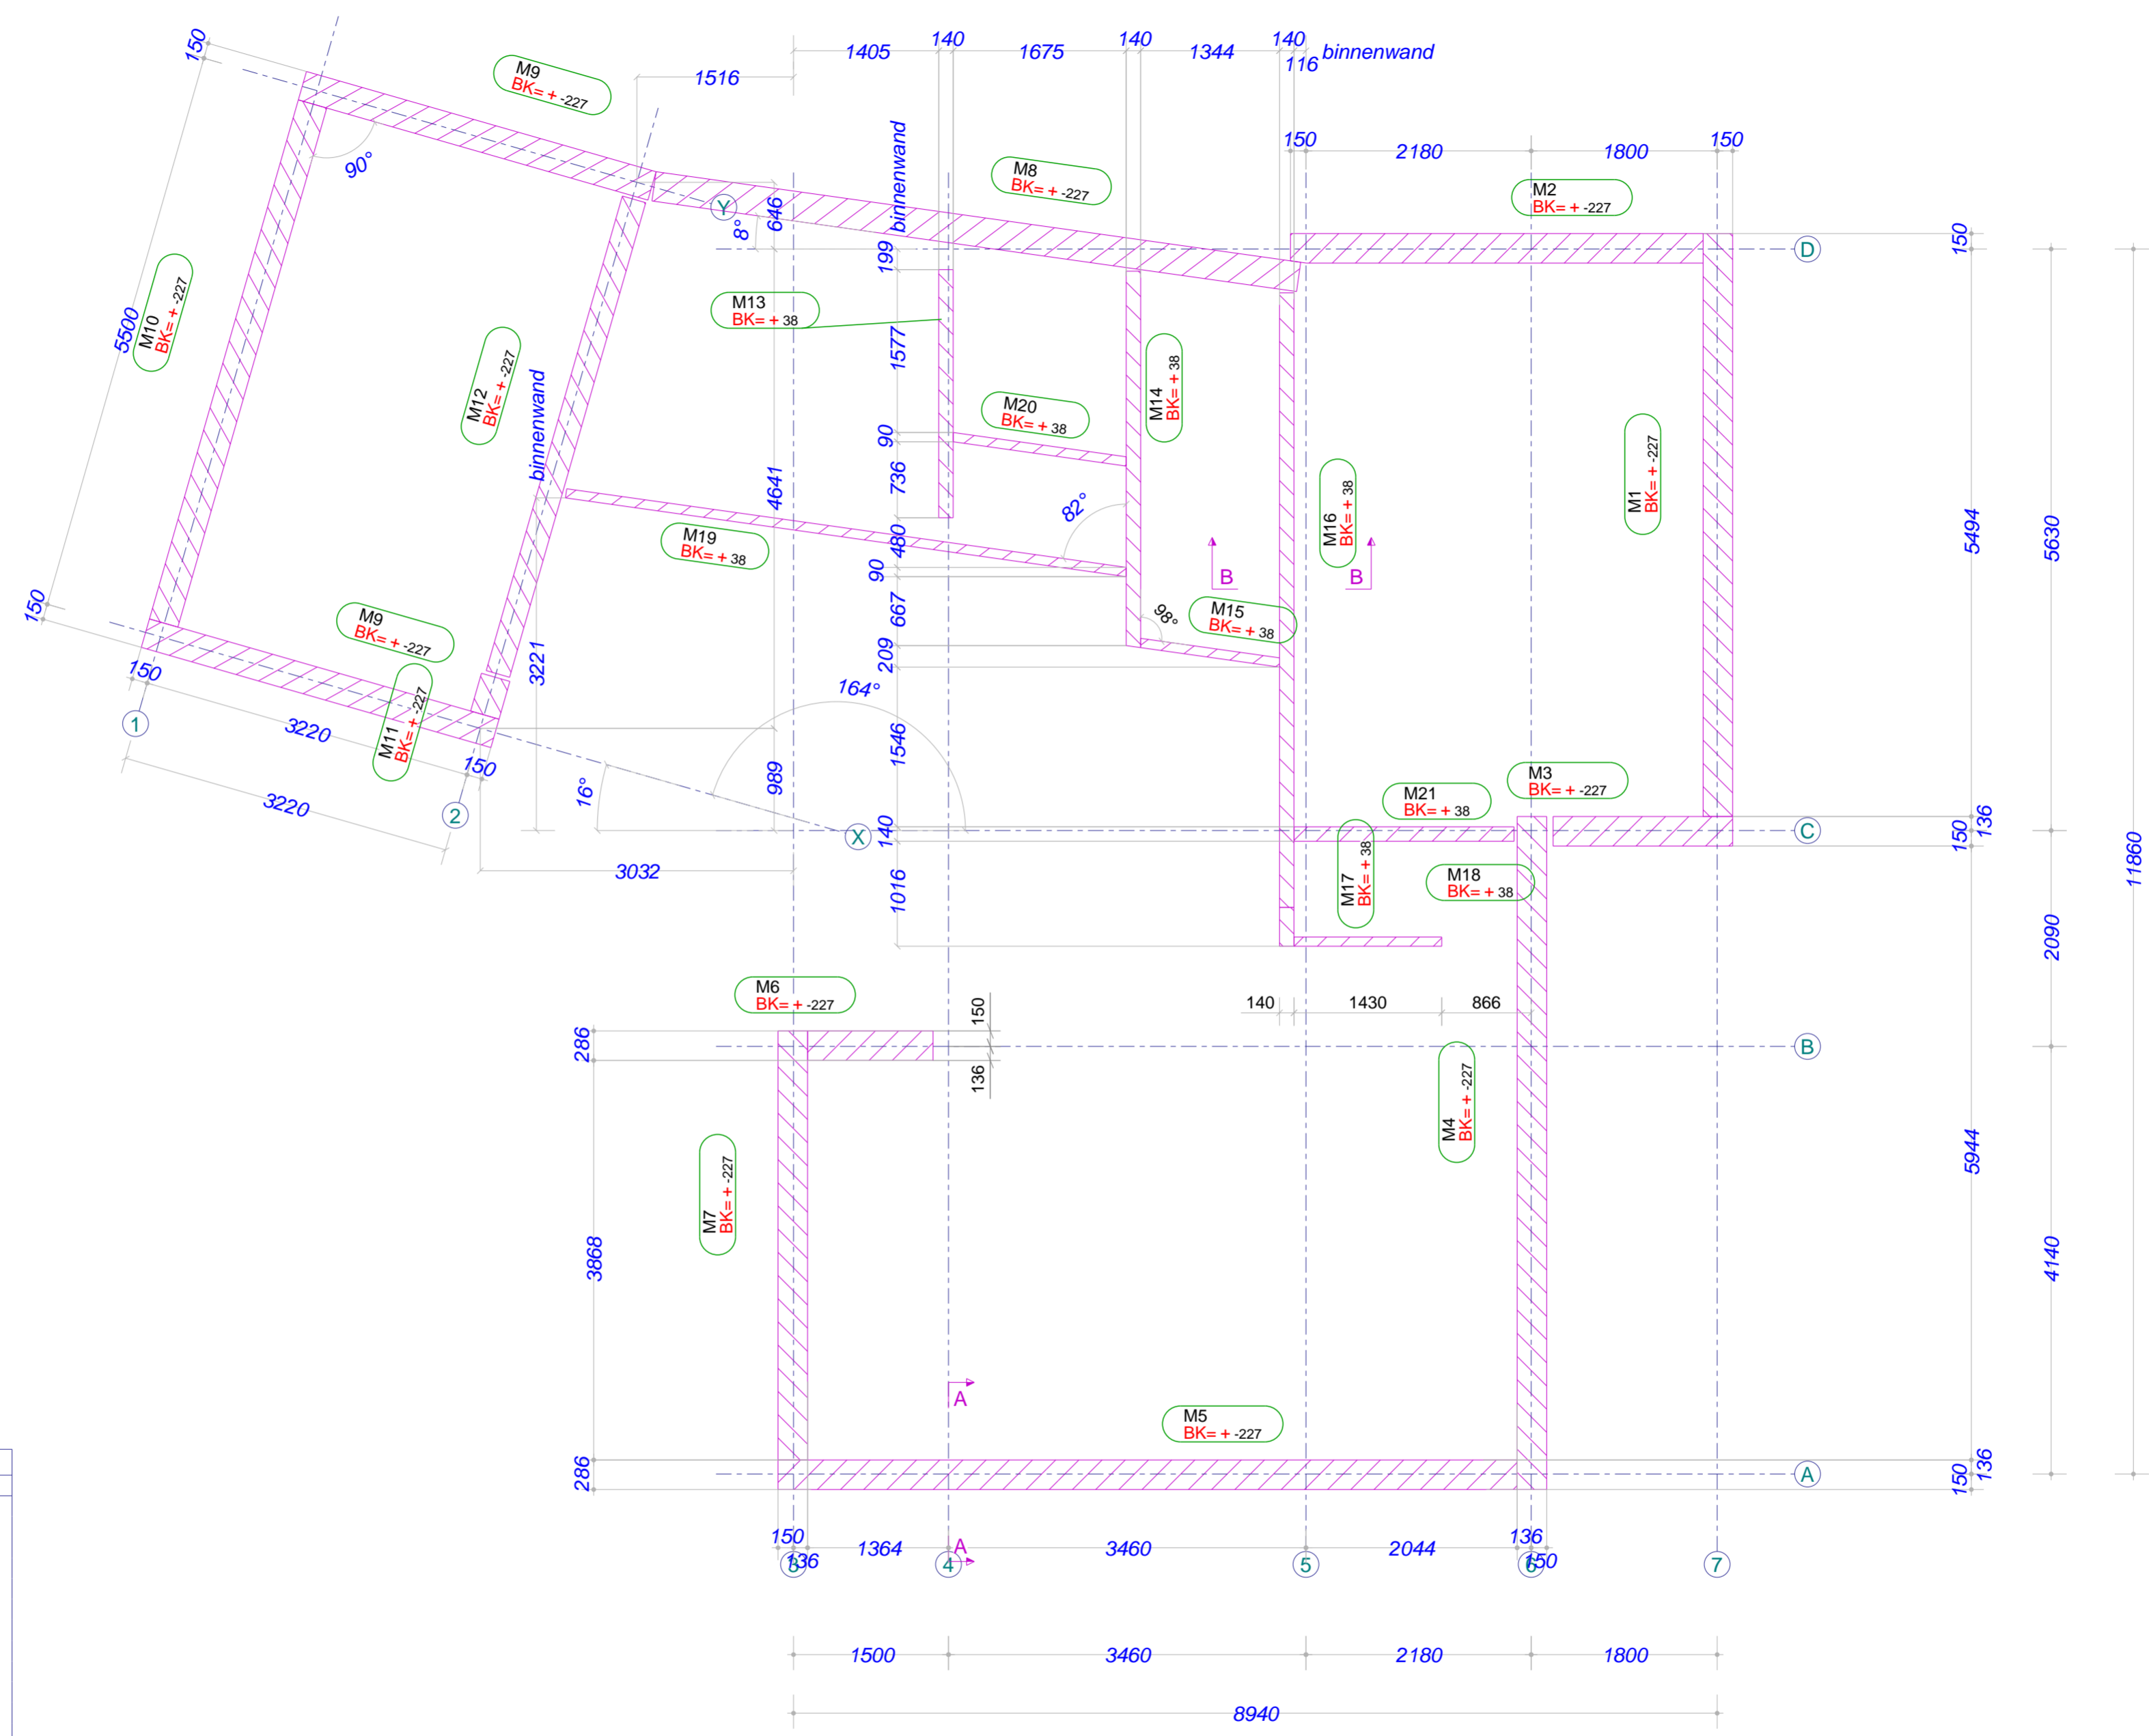 150
140
140
140
1405
1675
1344
binnenwand
116
1516
M9
BK= + -227
150
2180
1800
150
90°
M8
BK= + -227
M2
BK= + -227
binnenwand
Y
646
8°
199
150
D
M10
BK= + -227
5500
M13
BK= + 38
1577
M12
BK= + -227
binnenwand
M14
BK= + 38
M20
BK= + 38
90
736
4641
M16
BK= + 38
M1
BK= + -227
5494
5630
82°
M19
BK= + 38
480
90
B
B
150
M9
BK= + -227
667
98°
M15
BK= + 38
209
3221
150
164°
1
3220
M11
BK= + -227
1546
150
989
16°
M3
BK= + -227
M21
BK= + 38
3220
2
X
140
C
150
136
11860
3032
1016
M17
BK= + 38
M18
BK= + 38
2090
M6
BK= + -227
150
140
1430
866
286
B
136
M4
BK= + -227
M7
BK= + -227
5944
3868
4140
A
M5
BK= + -227
286
A
150
136
150
136
1364
A
3460
2044
136
150
3
4
5
6
7
1500
3460
2180
1800
8940